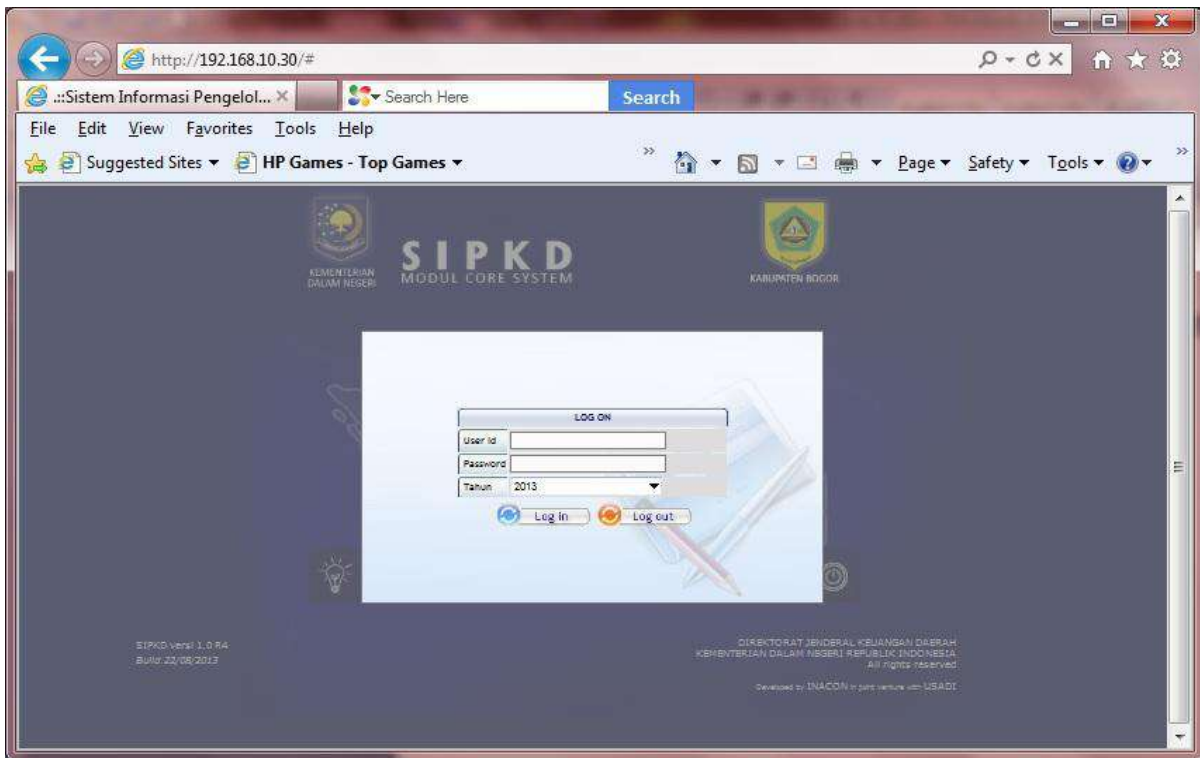 http://192.168.10.30/#
.::Sistem Informasi Pengelol...
Search Here
Search
File Edit View Favorites Tools Help
Suggested Sites
HP Games - Top Games
Page Safety Tools
KEMENTERIAN
DALAM NEGERI
SIPKD
MODUL CORE SYSTEM
KABUPATEN BOGOR
LOG ON
User id
Password
Tahun 2013
Log in Log out
SIPKD versi 1.0 R4
Build 22/08/2013
DIREKTORAT JENDERAL KEUANGAN DAERAH
KEMENTERIAN DALAM NEGERI REPUBLIK INDONESIA
All rights reserved
Developed by INACON in joint venture with USADI